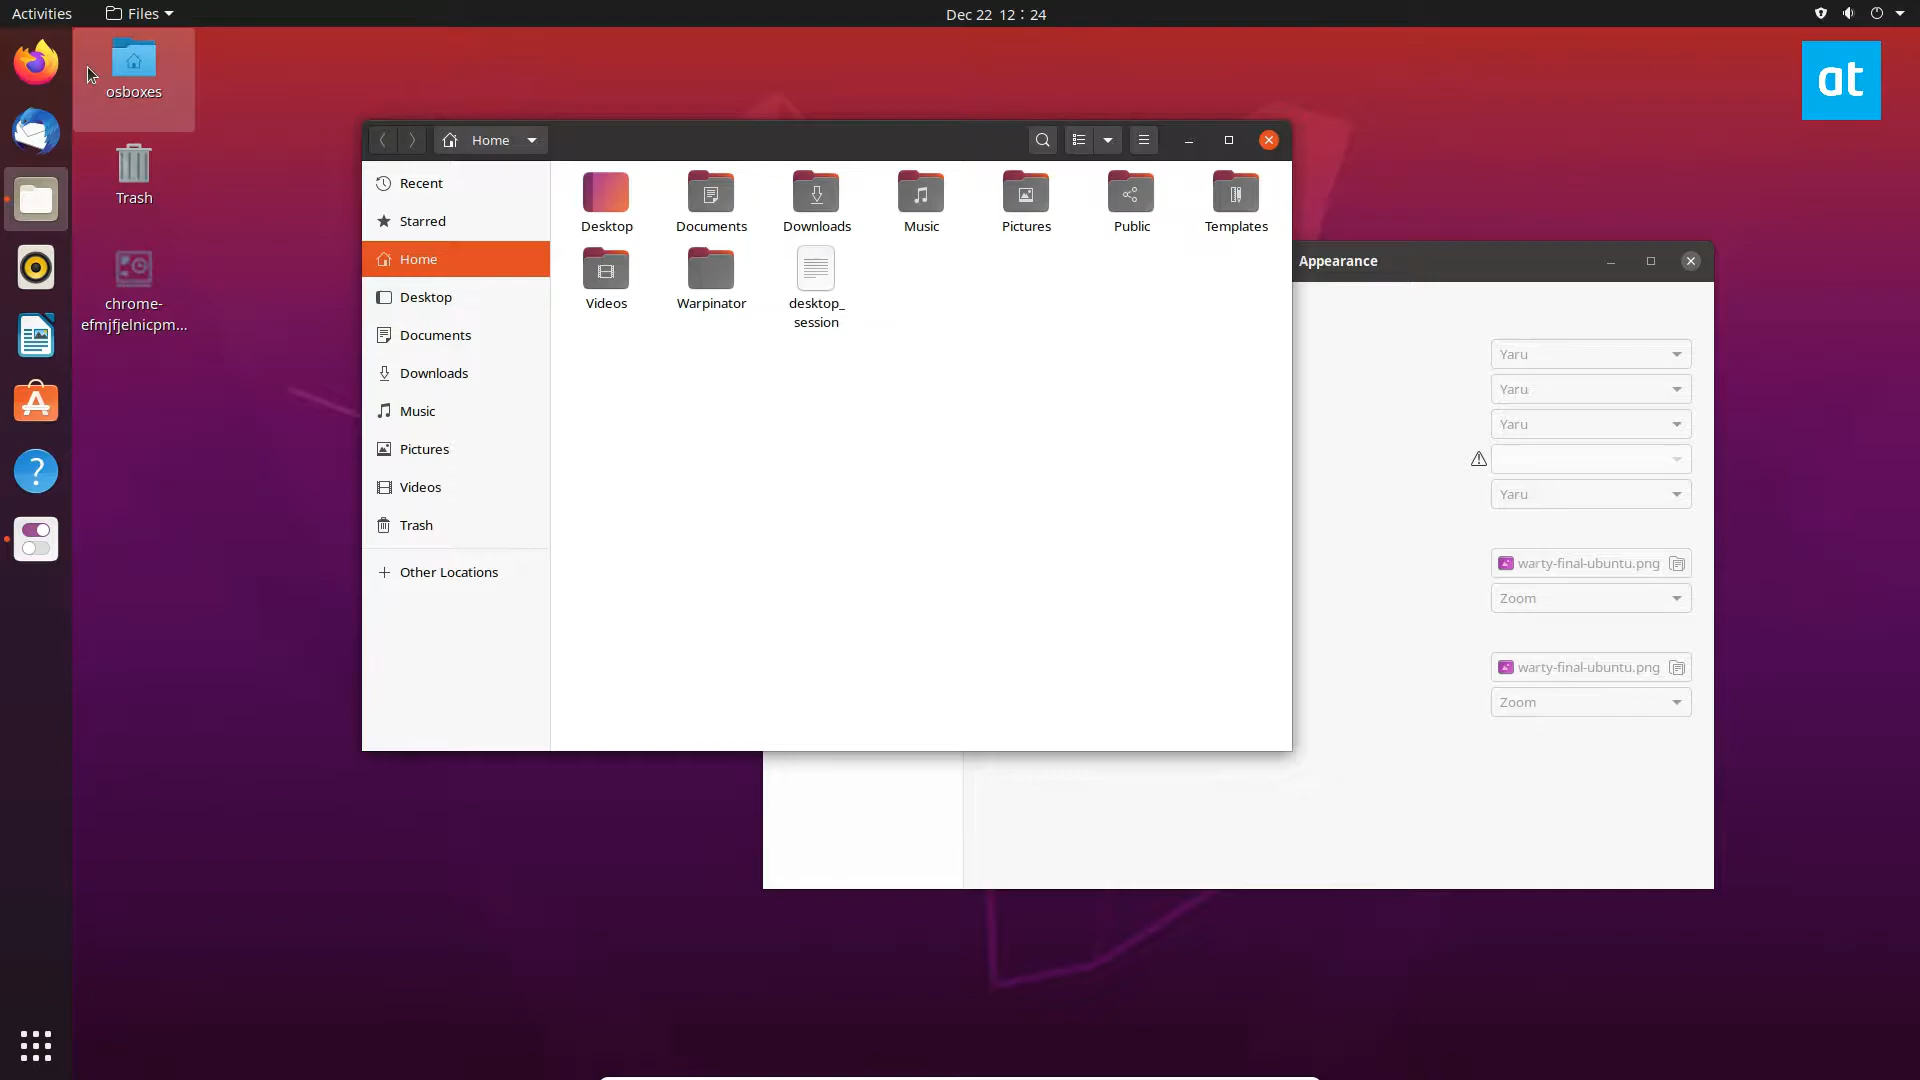 Activities
Files
Dec 22 12:24
at
osboxes
Trash
chrome-
efmjfjelnicpm...
Home
Recent
Starred
Home
Desktop
Documents
Downloads
Music
Pictures
Videos
Trash
Other Locations
Desktop
Documents
Downloads
Music
Pictures
Public
Templates
Videos
Warpinator
desktop_
session
Appearance
Yaru
Yaru
Yaru
Yaru
warty-final-ubuntu.png
Zoom
warty-final-ubuntu.png
Zoom